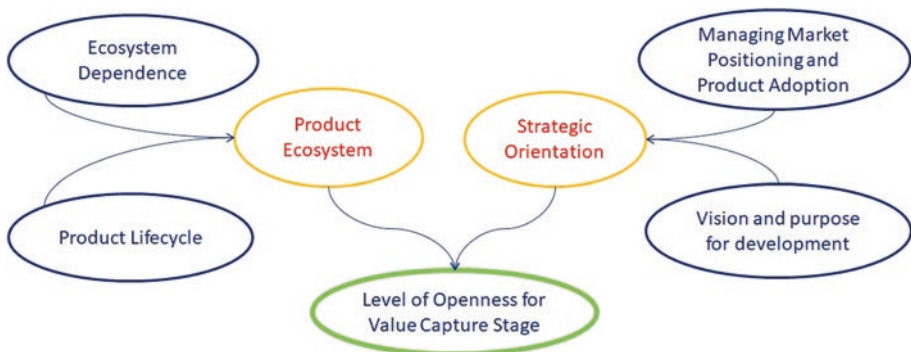 Ecosystem
Dependence
Managing Market
Positioning and
Product Adoption
Product
Ecosystem
Strategic
Orientation
Product Lifecycle
Vision and purpose
for development
Level of Openness for
Value Capture Stage